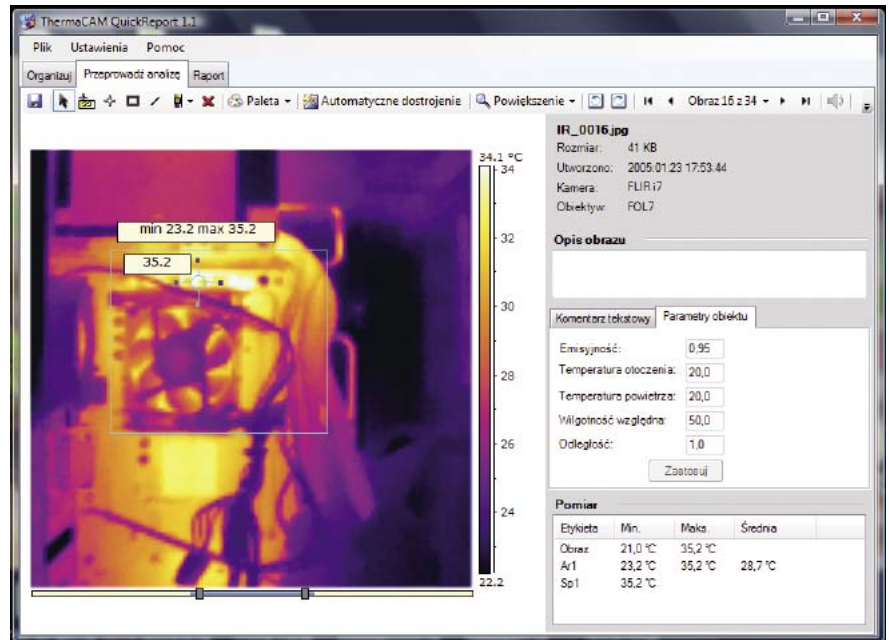 ThermaCAM QuickReport 1.1
Plik Ustawienia Pomoc
Organizuj Przeprowadź analizę Raport
Paleta Automatyczne dostrojenie Powiększenie Obraz 16 z 34
34.1 °C
34
32
30
28
26
24
22.2
min 23.2 max 35.2
35.2
IR_0016.jpg
Rozmiar: 41 KB
Utworzono: 2005:01:23 17:53:44
Kamera: FLIR i7
Obiektyw: FOL7
Opis obrazu
Komentarz tekstowy Parametry obiektu
Emisyjność: 0,95
Temperatura otoczenia: 20,0
Temperatura powietrza: 20,0
Wilgotność względna: 50,0
Odległość: 1,0
Zastosuj
Pomiar
Etykieta Min. Maks. Średnia
Obraz 21,0 °C 35,2 °C
Ar1 23,2 °C 35,2 °C 28,7 °C
Sp1 35,2 °C